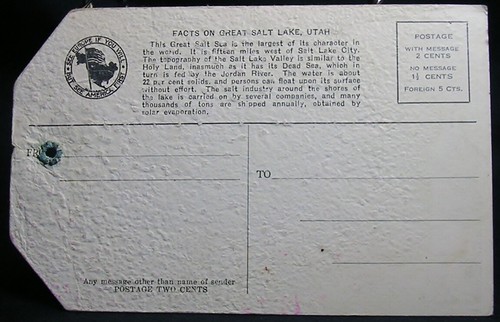 SEE EUROPE IF YOU WILL
BUT SEE AMERICA FIRST
FACTS ON GREAT SALT LAKE, UTAH
This Great Salt Sea is the largest of its character in
the world. It is fifteen miles west of Salt Lake City.
The topography of the Salt Lake Valley is similar to the
Holy Land, inasmuch as it has its Dead Sea, which in
turn is fed by the Jordan River. The water is about
22 per cent solids, and persons can float upon its surface
without effort. The salt industry around the shores of
the lake is carried on by several companies, and many
thousands of tons are shipped annually, obtained by
solar evaporation.
POSTAGE
WITH MESSAGE
2 CENTS
NO MESSAGE
1½ CENTS
FOREIGN 5 CTS.
TO
Any message other than name of sender
POSTAGE TWO CENTS